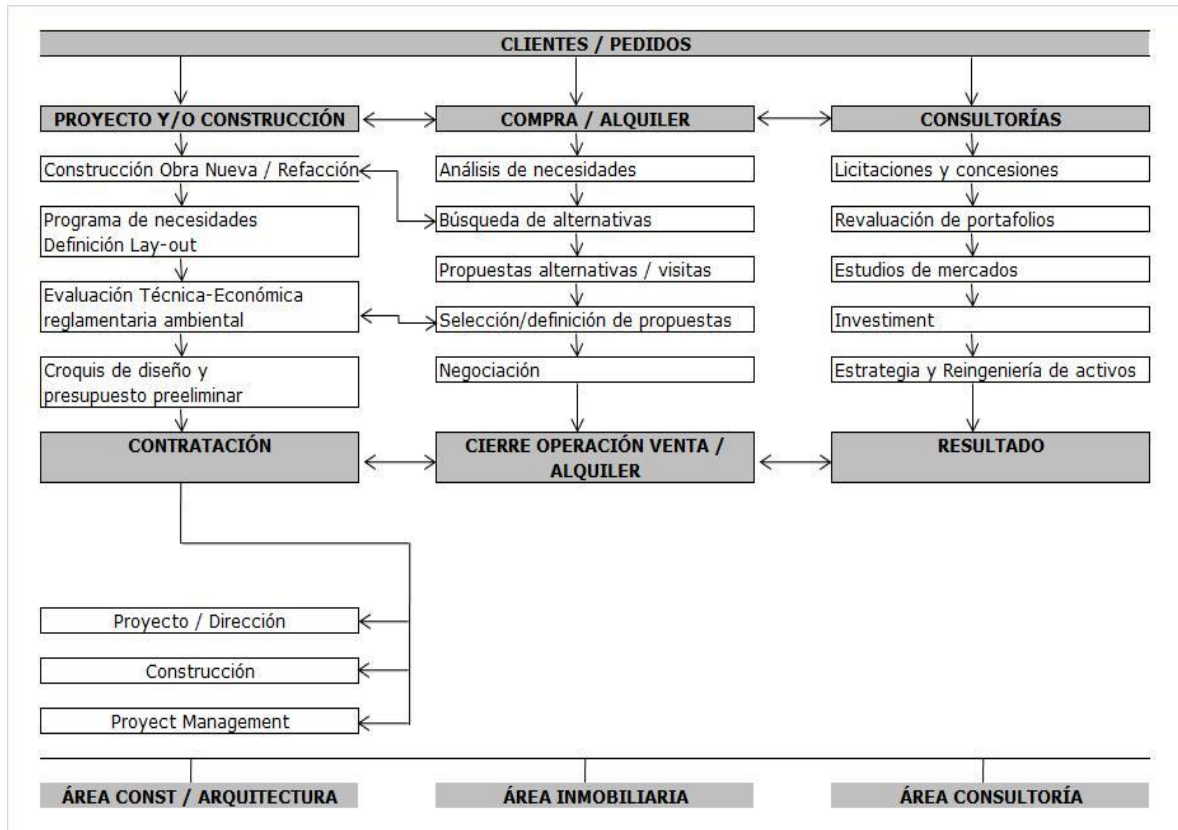 CLIENTES / PEDIDOS
PROYECTO Y/O CONSTRUCCIÓN
COMPRA / ALQUILER
CONSULTORÍAS
Construcción Obra Nueva / Refacción
Análisis de necesidades
Licitaciones y concesiones
Programa de necesidades
Definición Lay-out
Búsqueda de alternativas
Revaluación de portafolios
Propuestas alternativas / visitas
Estudios de mercados
Evaluación Técnica-Económica
reglamentaria ambiental
Selección/definición de propuestas
Investiment
Croquis de diseño y
presupuesto preeliminar
Negociación
Estrategia y Reingeniería de activos
CONTRATACIÓN
CIERRE OPERACIÓN VENTA /
ALQUILER
RESULTADO
Proyecto / Dirección
Construcción
Proyect Management
ÁREA CONST / ARQUITECTURA
ÁREA INMOBILIARIA
ÁREA CONSULTORÍA